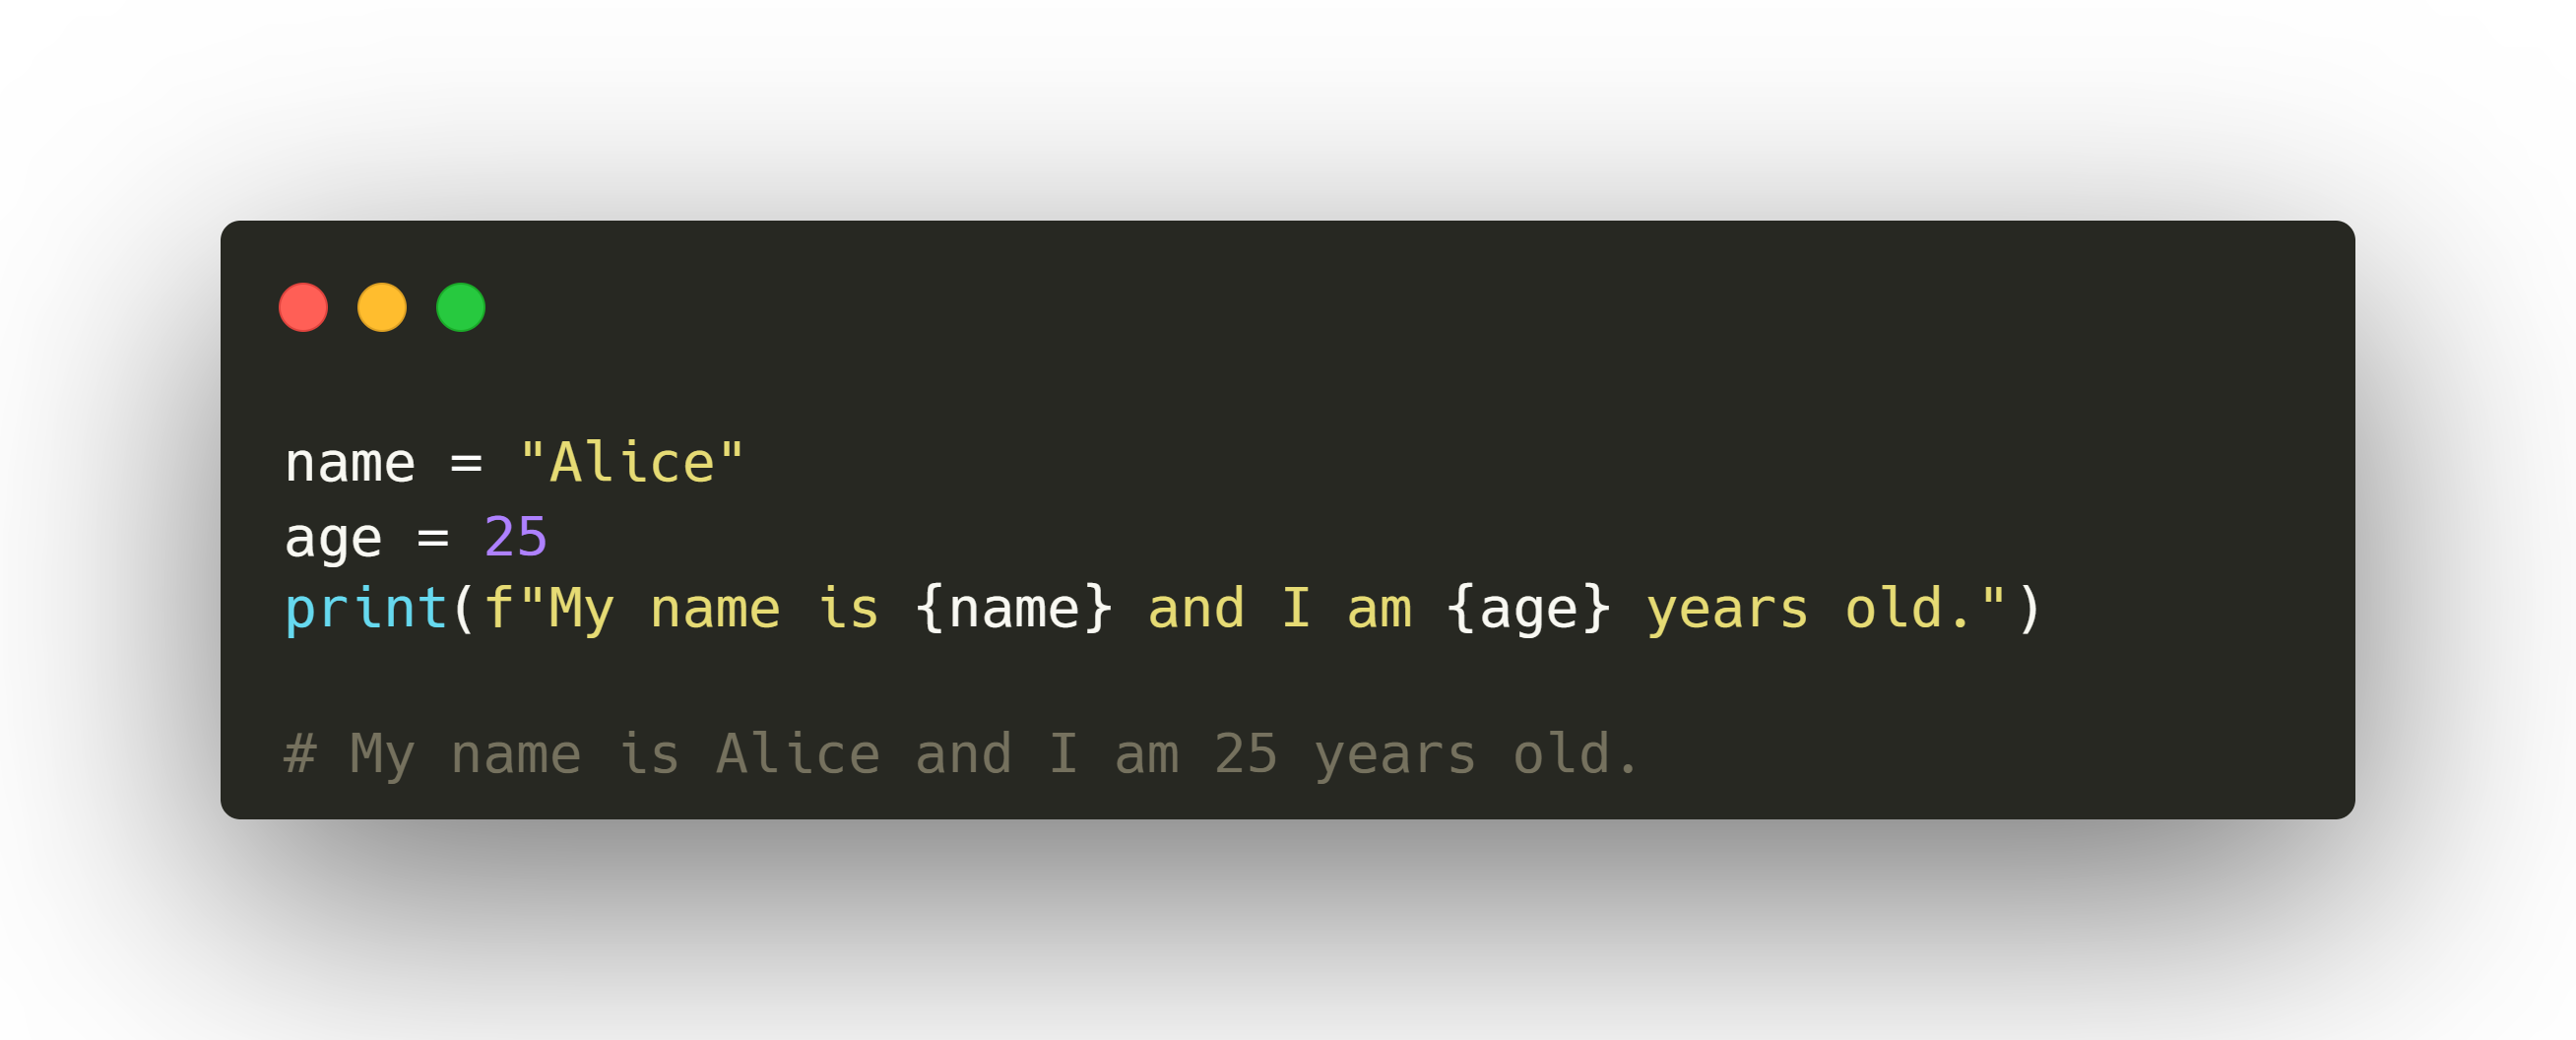 name = "Alice"
age = 25
print(f"My name is {name} and I am {age} years old.")
# My name is Alice and I am 25 years old.